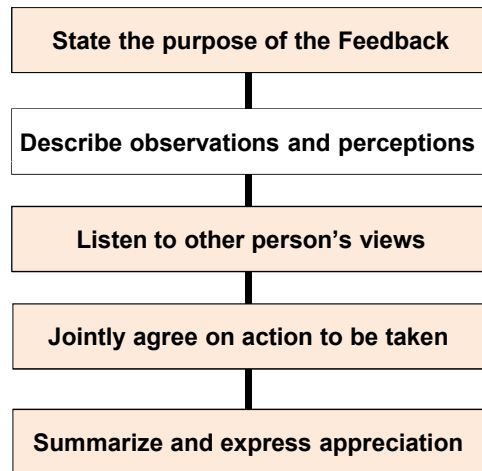 State the purpose of the Feedback
Describe observations and perceptions
Listen to other person's views
Jointly agree on action to be taken
Summarize and express appreciation